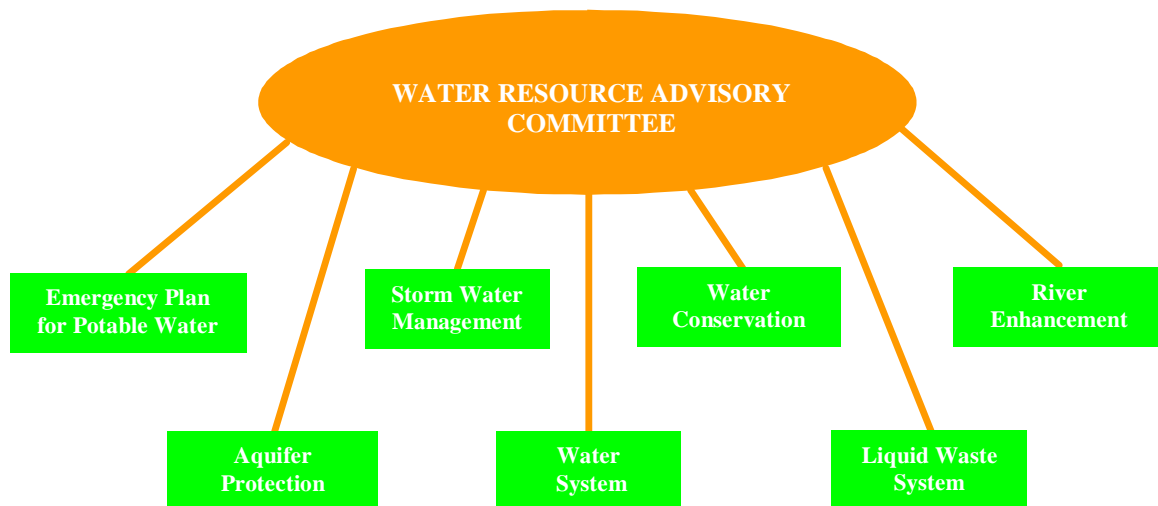 WATER RESOURCE ADVISORY
COMMITTEE
Emergency Plan
for Potable Water
Storm Water
Management
Water
Conservation
River
Enhancement
Aquifer
Protection
Water
System
Liquid Waste
System